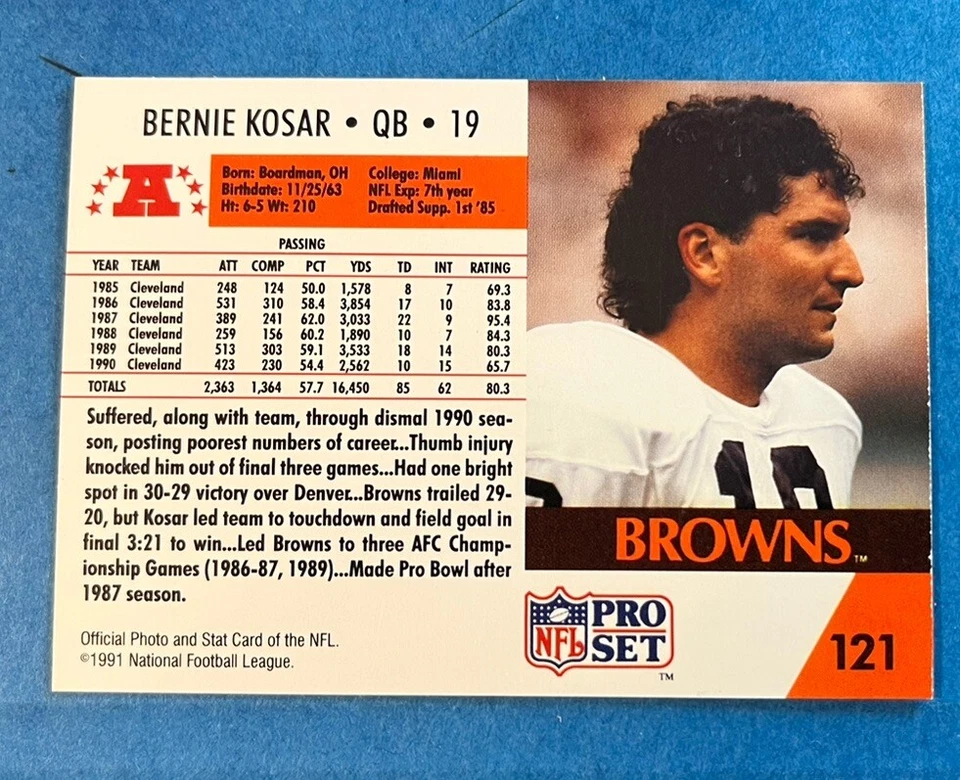 BERNIE KOSAR • QB • 19
A
Born: Boardman, OH College: Miami
Birthdate: 11/25/63 NFL Exp: 7th year
Ht: 6-5 Wt: 210 Drafted Supp. 1st '85
PASSING
YEAR TEAM ATT COMP PCT YDS TD INT RATING
1985 Cleveland 248 124 50.0 1,578 8 7 69.3
1986 Cleveland 531 310 58.4 3,854 17 10 83.8
1987 Cleveland 389 241 62.0 3,033 22 9 95.4
1988 Cleveland 259 156 60.2 1,890 10 7 84.3
1989 Cleveland 513 303 59.1 3,533 18 14 80.3
1990 Cleveland 423 230 54.4 2,562 10 15 65.7
TOTALS 2,363 1,364 57.7 16,450 85 62 80.3
Suffered, along with team, through dismal 1990 sea-
son, posting poorest numbers of career...Thumb injury
knocked him out of final three games...Had one bright
spot in 30-29 victory over Denver...Browns trailed 29-
20, but Kosar led team to touchdown and field goal in
final 3:21 to win...Led Browns to three AFC Champ-
ionship Games (1986-87, 1989)...Made Pro Bowl after
1987 season.
Official Photo and Stat Card of the NFL.
©1991 National Football League.
19
BROWNS™
NFL PRO
SET™
121